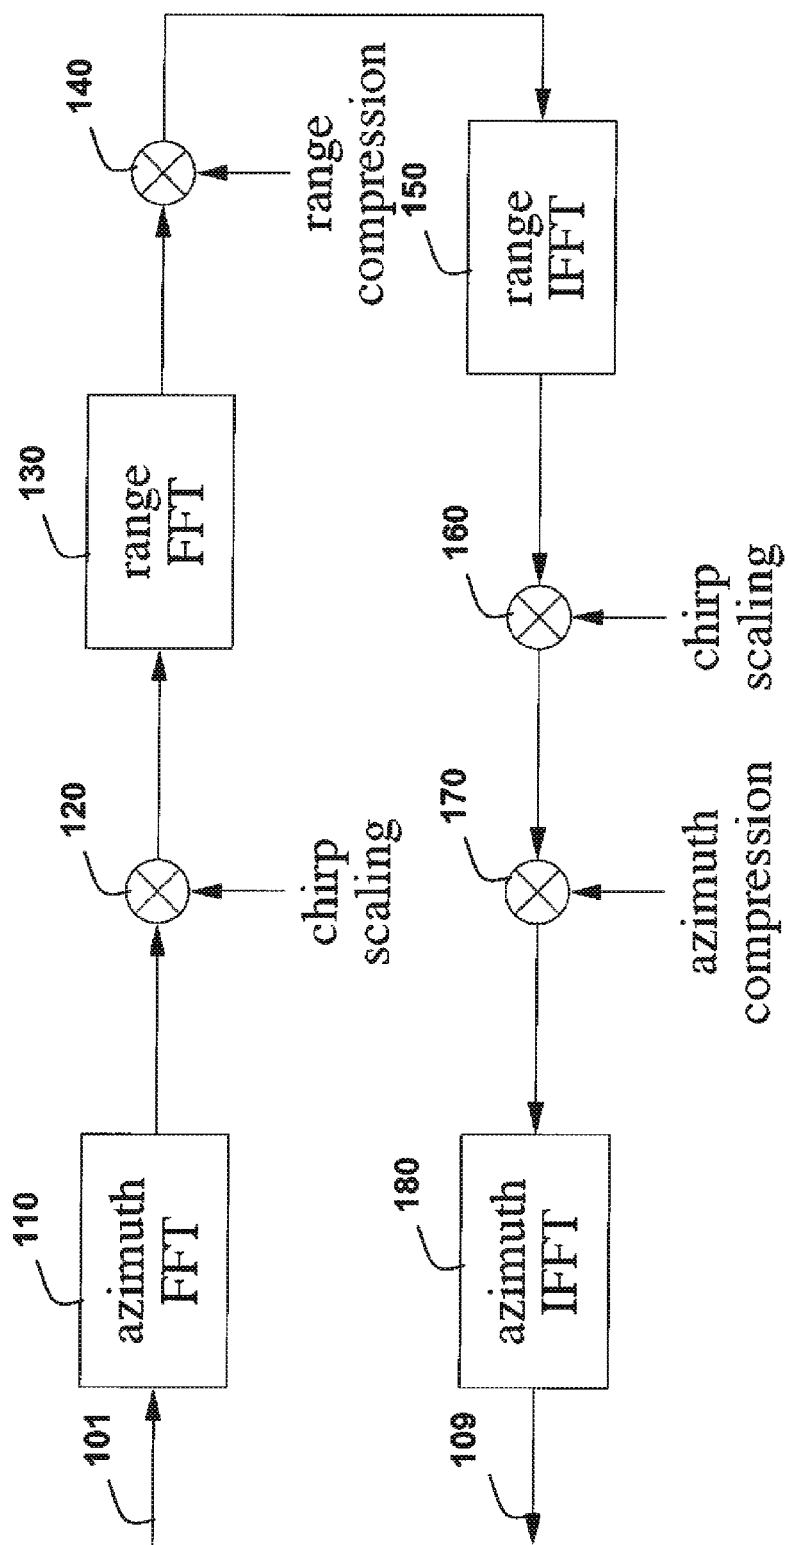 101
110
azimuth
FFT
120
chirp
scaling
130
range
FFT
140
range
compression
150
range
IFFT
160
chirp
scaling
170
azimuth
compression
180
azimuth
IFFT
109